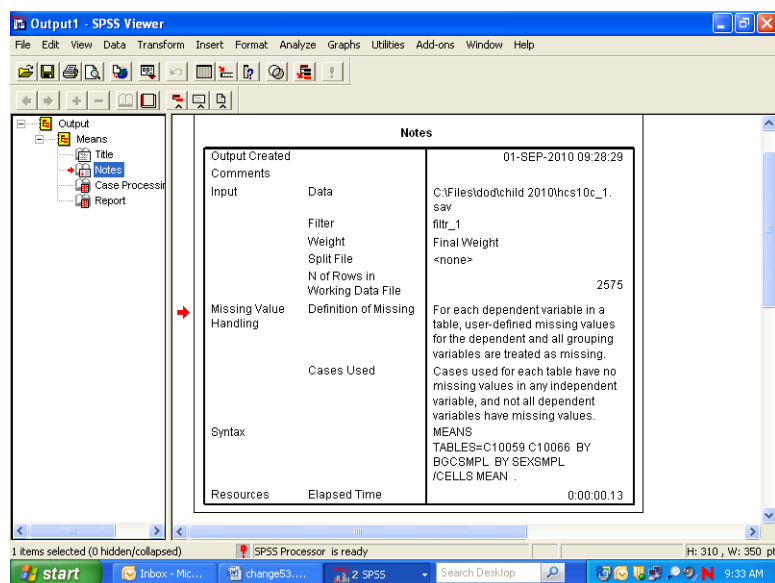 Output1 - SPSS Viewer
File Edit View Data Transform Insert Format Analyze Graphs Utilities Add-ons Window Help
Output
Means
Title
Notes
Case Processir
Report
Notes
Output Created 01-SEP-2010 09:28:29
Comments
Input Data C:\Files\dod\child 2010\hcs10c_1.
sav
Filter filtr_1
Weight Final Weight
Split File <none>
N of Rows in
Working Data File 2575
Missing Value Definition of Missing For each dependent variable in a
Handling table, user-defined missing values
for the dependent and all grouping
variables are treated as missing.
Cases Used Cases used for each table have no
missing values in any independent
variable, and not all dependent
variables have missing values.
Syntax MEANS
TABLES=C10059 C10066 BY
BGCSMPL BY SEXSMPL
/CELLS MEAN .
Resources Elapsed Time 0:00:00.13
1 items selected (0 hidden/collapsed) SPSS Processor is ready H: 310 , W: 350 pt
start Inbox - Mic... change53.... 2 SPSS Search Desktop N 9:33 AM